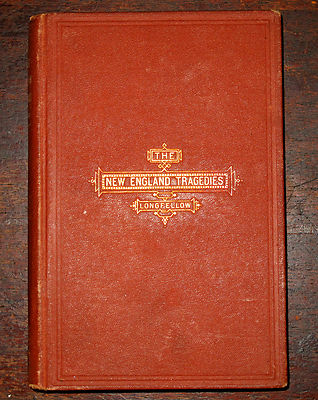 THE
NEW ENGLAND TRAGEDIES
LONGFELLOW